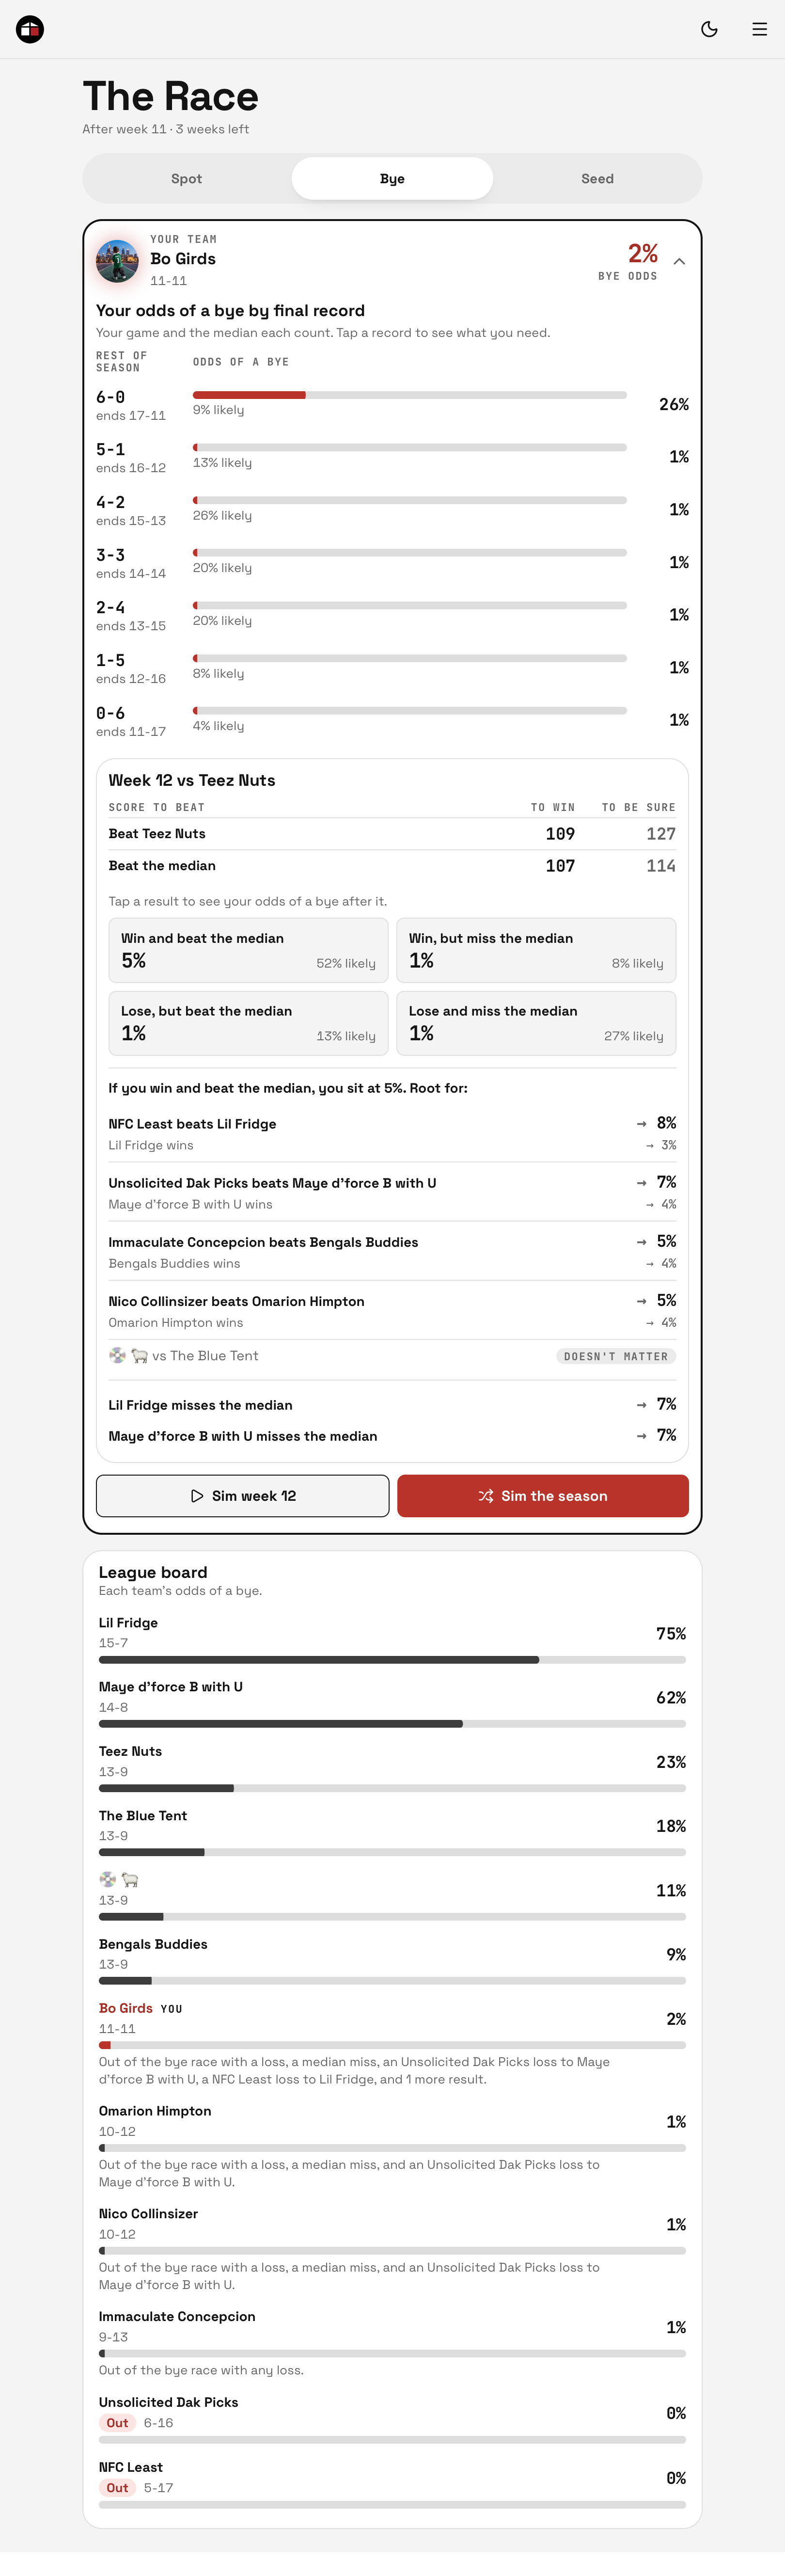 The Race
After week 11 · 3 weeks left
Spot
Bye
Seed
YOUR TEAM
Bo Girds
11-11
2%
BYE ODDS
Your odds of a bye by final record
Your game and the median each count. Tap a record to see what you need.
REST OF
SEASON
ODDS OF A BYE
6-0
ends 17-11
9% likely
26%
5-1
ends 16-12
13% likely
1%
4-2
ends 15-13
26% likely
1%
3-3
ends 14-14
20% likely
1%
2-4
ends 13-15
20% likely
1%
1-5
ends 12-16
8% likely
1%
0-6
ends 11-17
4% likely
1%
Week 12 vs Teez Nuts
SCORE TO BEAT TO WIN TO BE SURE
Beat Teez Nuts 109 127
Beat the median 107 114
Tap a result to see your odds of a bye after it.
Win and beat the median
5% 52% likely
Win, but miss the median
1% 8% likely
Lose, but beat the median
1% 13% likely
Lose and miss the median
1% 27% likely
If you win and beat the median, you sit at 5%. Root for:
NFC Least beats Lil Fridge → 8%
Lil Fridge wins → 3%
Unsolicited Dak Picks beats Maye d'force B with U → 7%
Maye d'force B with U wins → 4%
Immaculate Concepcion beats Bengals Buddies → 5%
Bengals Buddies wins → 4%
Nico Collinsizer beats Omarion Himpton → 5%
Omarion Himpton wins → 4%
💿 🐑 vs The Blue Tent DOESN'T MATTER
Lil Fridge misses the median → 7%
Maye d'force B with U misses the median → 7%
Sim week 12
Sim the season
League board
Each team's odds of a bye.
Lil Fridge
15-7
75%
Maye d'force B with U
14-8
62%
Teez Nuts
13-9
23%
The Blue Tent
13-9
18%
💿 🐑
13-9
11%
Bengals Buddies
13-9
9%
Bo Girds YOU
11-11
2%
Out of the bye race with a loss, a median miss, an Unsolicited Dak Picks loss to Maye
d'force B with U, a NFC Least loss to Lil Fridge, and 1 more result.
Omarion Himpton
10-12
1%
Out of the bye race with a loss, a median miss, and an Unsolicited Dak Picks loss to
Maye d'force B with U.
Nico Collinsizer
10-12
1%
Out of the bye race with a loss, a median miss, and an Unsolicited Dak Picks loss to
Maye d'force B with U.
Immaculate Concepcion
9-13
1%
Out of the bye race with any loss.
Unsolicited Dak Picks
Out 6-16
0%
NFC Least
Out 5-17
0%